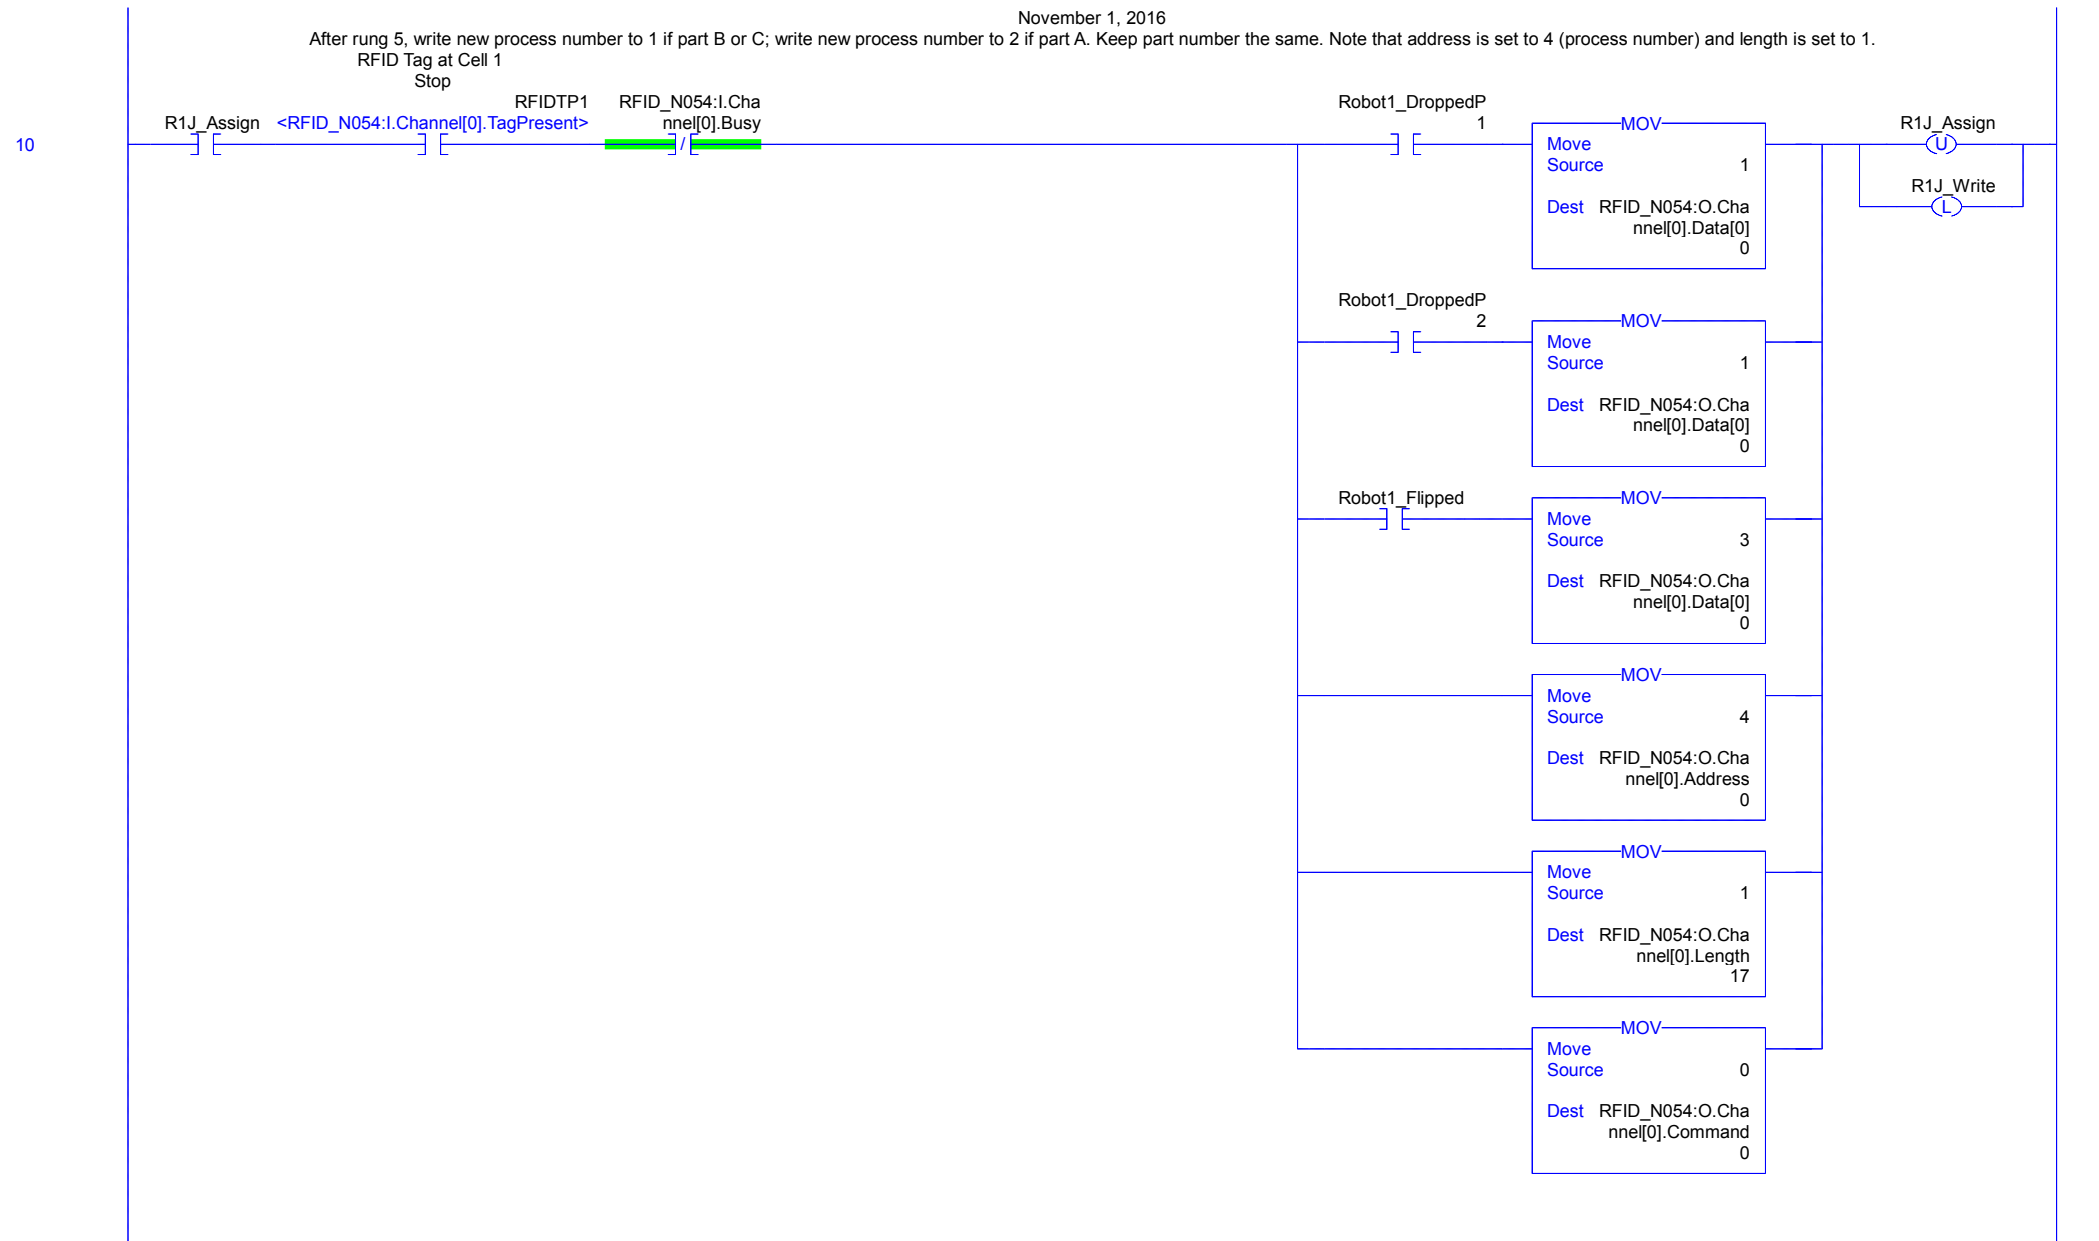 November 1, 2016
After rung 5, write new process number to 1 if part B or C; write new process number to 2 if part A. Keep part number the same. Note that address is set to 4 (process number) and length is set to 1.
RFID Tag at Cell 1
Stop
RFIDTP1
<RFID_N054:I.Channel[0].TagPresent>
R1J_Assign
RFID_N054:I.Cha
nnel[0].Busy
10
/
Robot1_DroppedP
1
MOV
Move
Source 1
Dest RFID_N054:O.Cha
nnel[0].Data[0]
0
R1J_Assign
U
R1J_Write
L
Robot1_DroppedP
2
MOV
Move
Source 1
Dest RFID_N054:O.Cha
nnel[0].Data[0]
0
Robot1_Flipped
MOV
Move
Source 3
Dest RFID_N054:O.Cha
nnel[0].Data[0]
0
MOV
Move
Source 4
Dest RFID_N054:O.Cha
nnel[0].Address
0
MOV
Move
Source 1
Dest RFID_N054:O.Cha
nnel[0].Length
17
MOV
Move
Source 0
Dest RFID_N054:O.Cha
nnel[0].Command
0